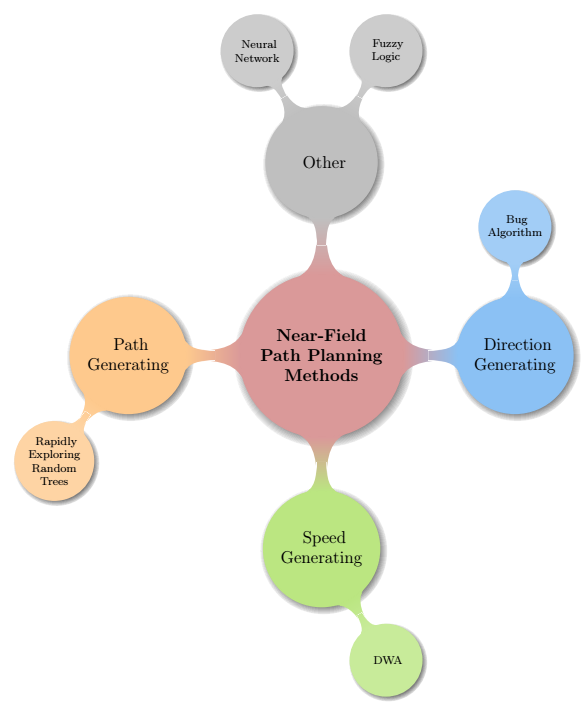 Neural
Network
Fuzzy
Logic
Other
Bug
Algorithm
Near-Field
Path Planning
Methods
Path
Generating
Direction
Generating
Rapidly
Exploring
Random
Trees
Speed
Generating
DWA